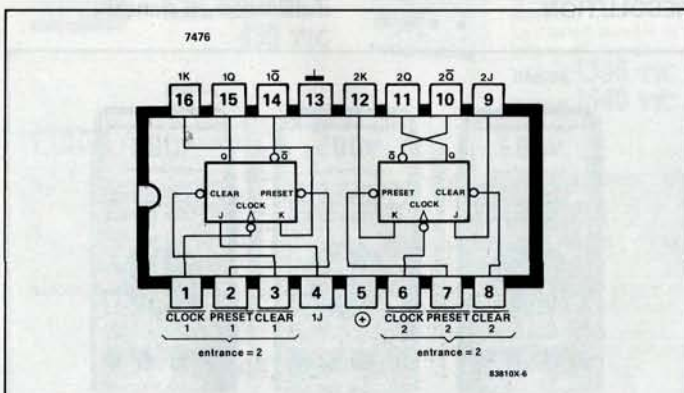 RESOLUTION
7476
1K 1Q 1Q̅ 2K 2Q 2Q̅ 2J
16 15 14 13 12 11 10 9
Q Q̅ Q̅ Q
CLEAR PRESET PRESET CLEAR
CLOCK CLOCK
J K K J
1 2 3 4 5 6 7 8
CLOCK PRESET CLEAR 1J + CLOCK PRESET CLEAR
1 1 1 2 2 2
entrance = 2 entrance = 2
83810X-6